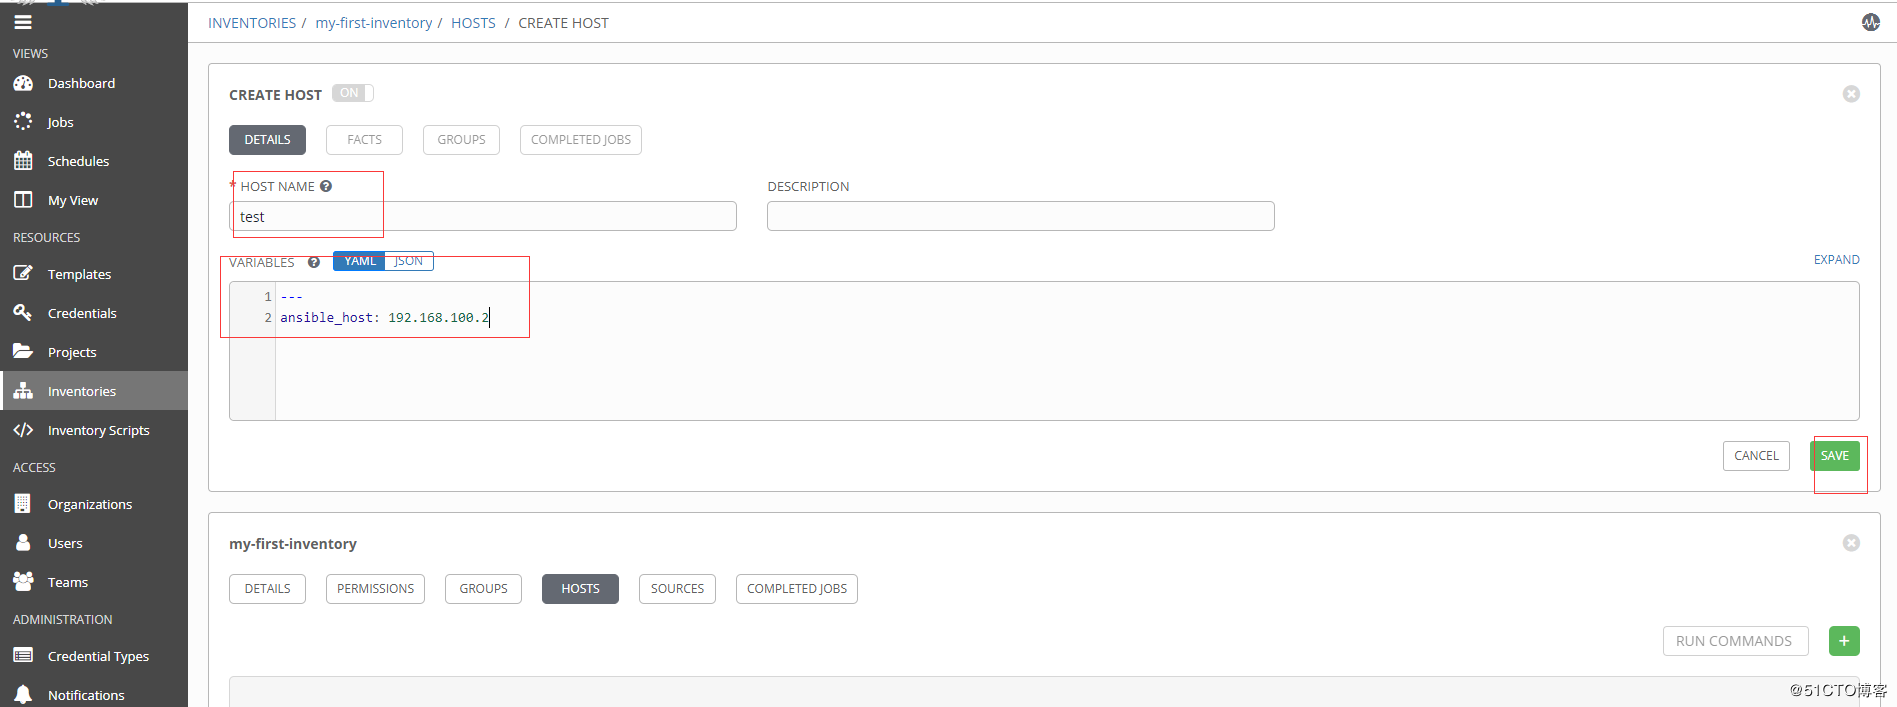 INVENTORIES / my-first-inventory / HOSTS / CREATE HOST
VIEWS
Dashboard
Jobs
Schedules
My View
RESOURCES
Templates
Credentials
Projects
Inventories
Inventory Scripts
ACCESS
Organizations
Users
Teams
ADMINISTRATION
Credential Types
Notifications
CREATE HOST ON
DETAILS FACTS GROUPS COMPLETED JOBS
* HOST NAME ? DESCRIPTION
test
VARIABLES ? YAML JSON EXPAND
1 ---
2 ansible_host: 192.168.100.2
CANCEL SAVE
my-first-inventory
DETAILS PERMISSIONS GROUPS HOSTS SOURCES COMPLETED JOBS
RUN COMMANDS +
@51CTO博客